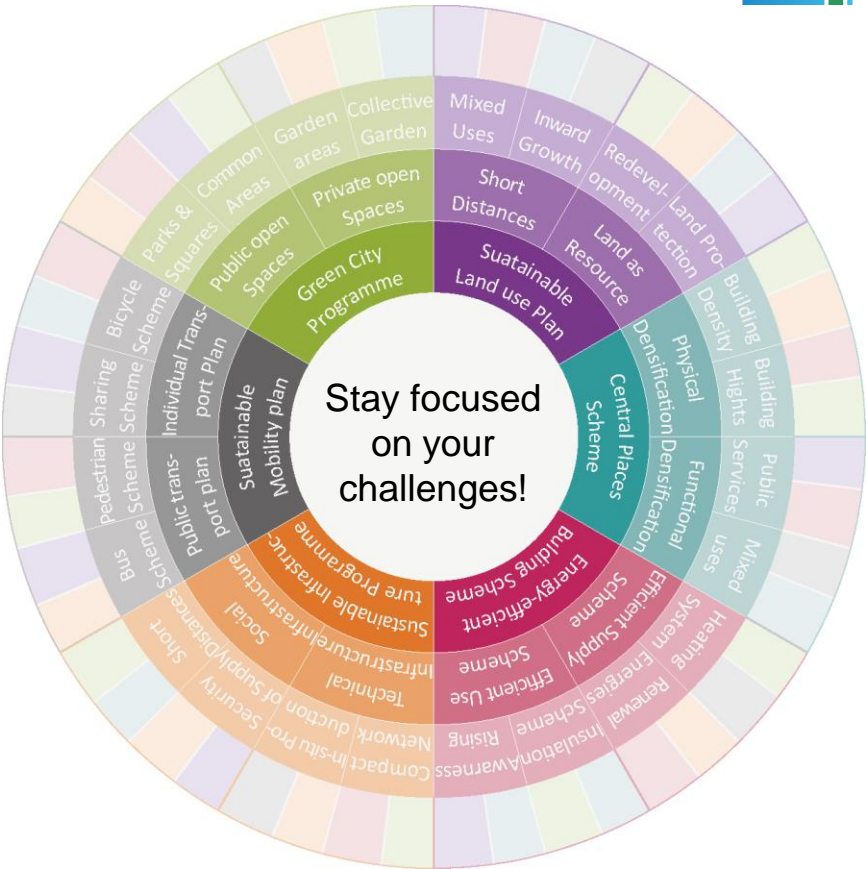 Stay focused
on your
challenges!
Suatainable
Land use Plan
Short
Distances
Land as
Resource
Mixed
Uses
Inward
Growth
Redevel-
opment
Land Pro-
tection
Central Places
Scheme
Physical
Densification
Functional
Densification
Building
Density
Building
Hights
Public
Services
Mixed
uses
Energy-efficient
Bulding Scheme
Efficient Supply
Scheme
Efficient Use
Scheme
Heating
System
Renewal
Energies
Insulation
Scheme
Awarness
Rising
Sustainable Infrastruc-
ture Programme
Technical
Infrastructure
Social
Infrastructure
Compact
Network
In-situ Pro-
duction
Security
of Supply
Short
Distances
Suatainable
Mobility plan
Public trans-
port plan
Individual Trans-
port Plan
Bus
Scheme
Pedestrian
Scheme
Sharing
Scheme
Bicycle
Scheme
Green City
Programme
Public open
Spaces
Private open
Spaces
Parks &
Squares
Common
Areas
Garden
areas
Collective
Garden